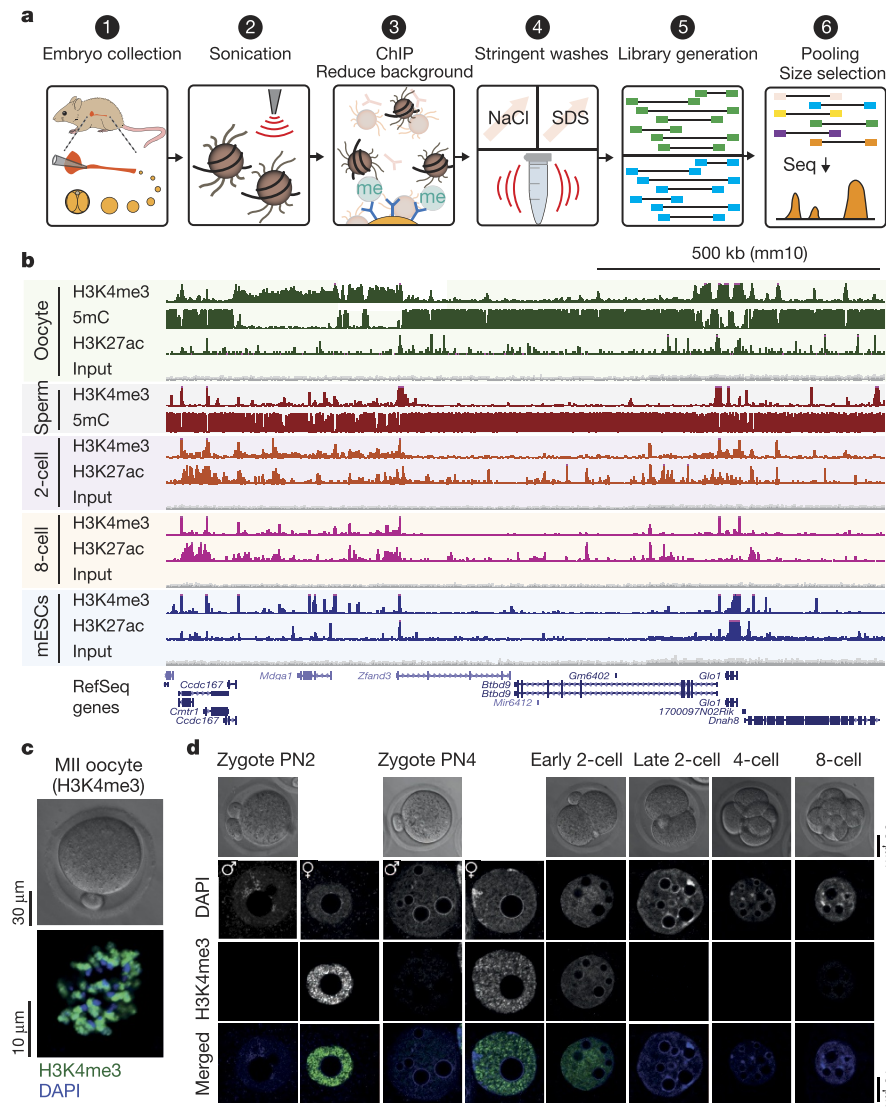 a
1 2 3 4 5 6
Embryo collection
Sonication
ChIP
Reduce background
Stringent washes
Library generation
Pooling
Size selection
me
me
NaCl
SDS
Seq
b
500 kb (mm10)
Oocyte
H3K4me3
5mC
H3K27ac
Input
Sperm
H3K4me3
5mC
2-cell
H3K4me3
H3K27ac
Input
8-cell
H3K4me3
H3K27ac
Input
mESCs
H3K4me3
H3K27ac
Input
RefSeq
genes
Ccdc167
Cmtr1
Ccdc167
Mdga1
Zfand3
Btbd9
Btbd9
Mir6412
Gm6402
Glo1
Glo1
1700097N02Rik
Dnah8
c
MII oocyte
(H3K4me3)
30 μm
10 μm
H3K4me3
DAPI
d
Zygote PN2
Zygote PN4
Early 2-cell
Late 2-cell
4-cell
8-cell
♂ ♀ ♂ ♀
DAPI
H3K4me3
Merged